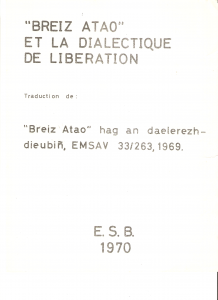 "BREIZ ATAO"
ET LA DIALECTIQUE
DE LIBERATION
Traduction de:
"Breiz Atao" hag an daelerezh-
dieubiñ, EMSAV 33/263, 1969.
E. S. B.
1970